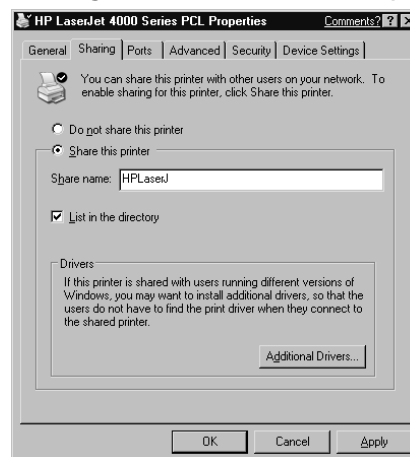 HP LaserJet 4000 Series PCL Properties Comments? ? X
General Sharing Ports Advanced Security Device Settings
You can share this printer with other users on your network. To
enable sharing for this printer, click Share this printer.
Do not share this printer
Share this printer
Share name: HPLaserJ
List in the directory
Drivers
If this printer is shared with users running different versions of
Windows, you may want to install additional drivers, so that the
users do not have to find the print driver when they connect to
the shared printer.
Additional Drivers...
OK Cancel Apply